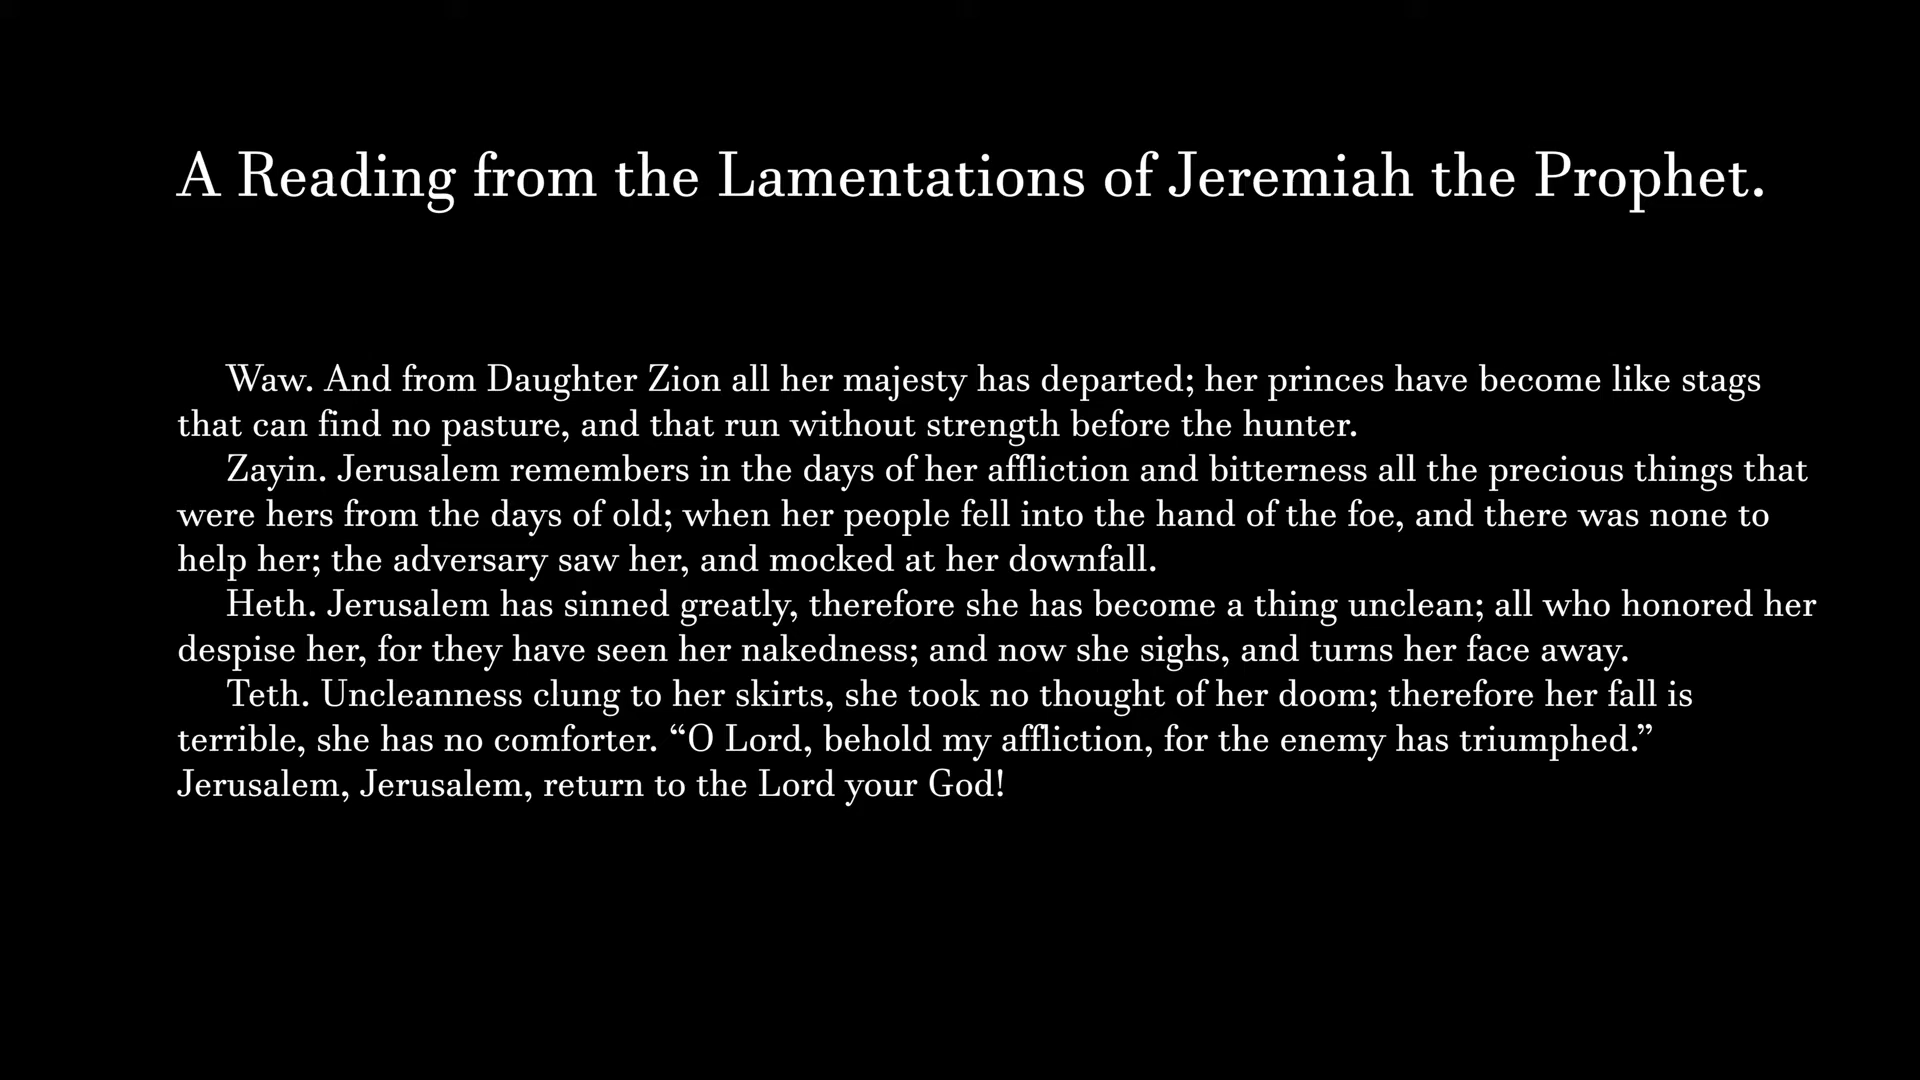 A Reading from the Lamentations of Jeremiah the Prophet.
Waw. And from Daughter Zion all her majesty has departed; her princes have become like stags
that can find no pasture, and that run without strength before the hunter.
Zayin. Jerusalem remembers in the days of her affliction and bitterness all the precious things that
were hers from the days of old; when her people fell into the hand of the foe, and there was none to
help her; the adversary saw her, and mocked at her downfall.
Heth. Jerusalem has sinned greatly, therefore she has become a thing unclean; all who honored her
despise her, for they have seen her nakedness; and now she sighs, and turns her face away.
Teth. Uncleanness clung to her skirts, she took no thought of her doom; therefore her fall is
terrible, she has no comforter. “O Lord, behold my affliction, for the enemy has triumphed.”
Jerusalem, Jerusalem, return to the Lord your God!